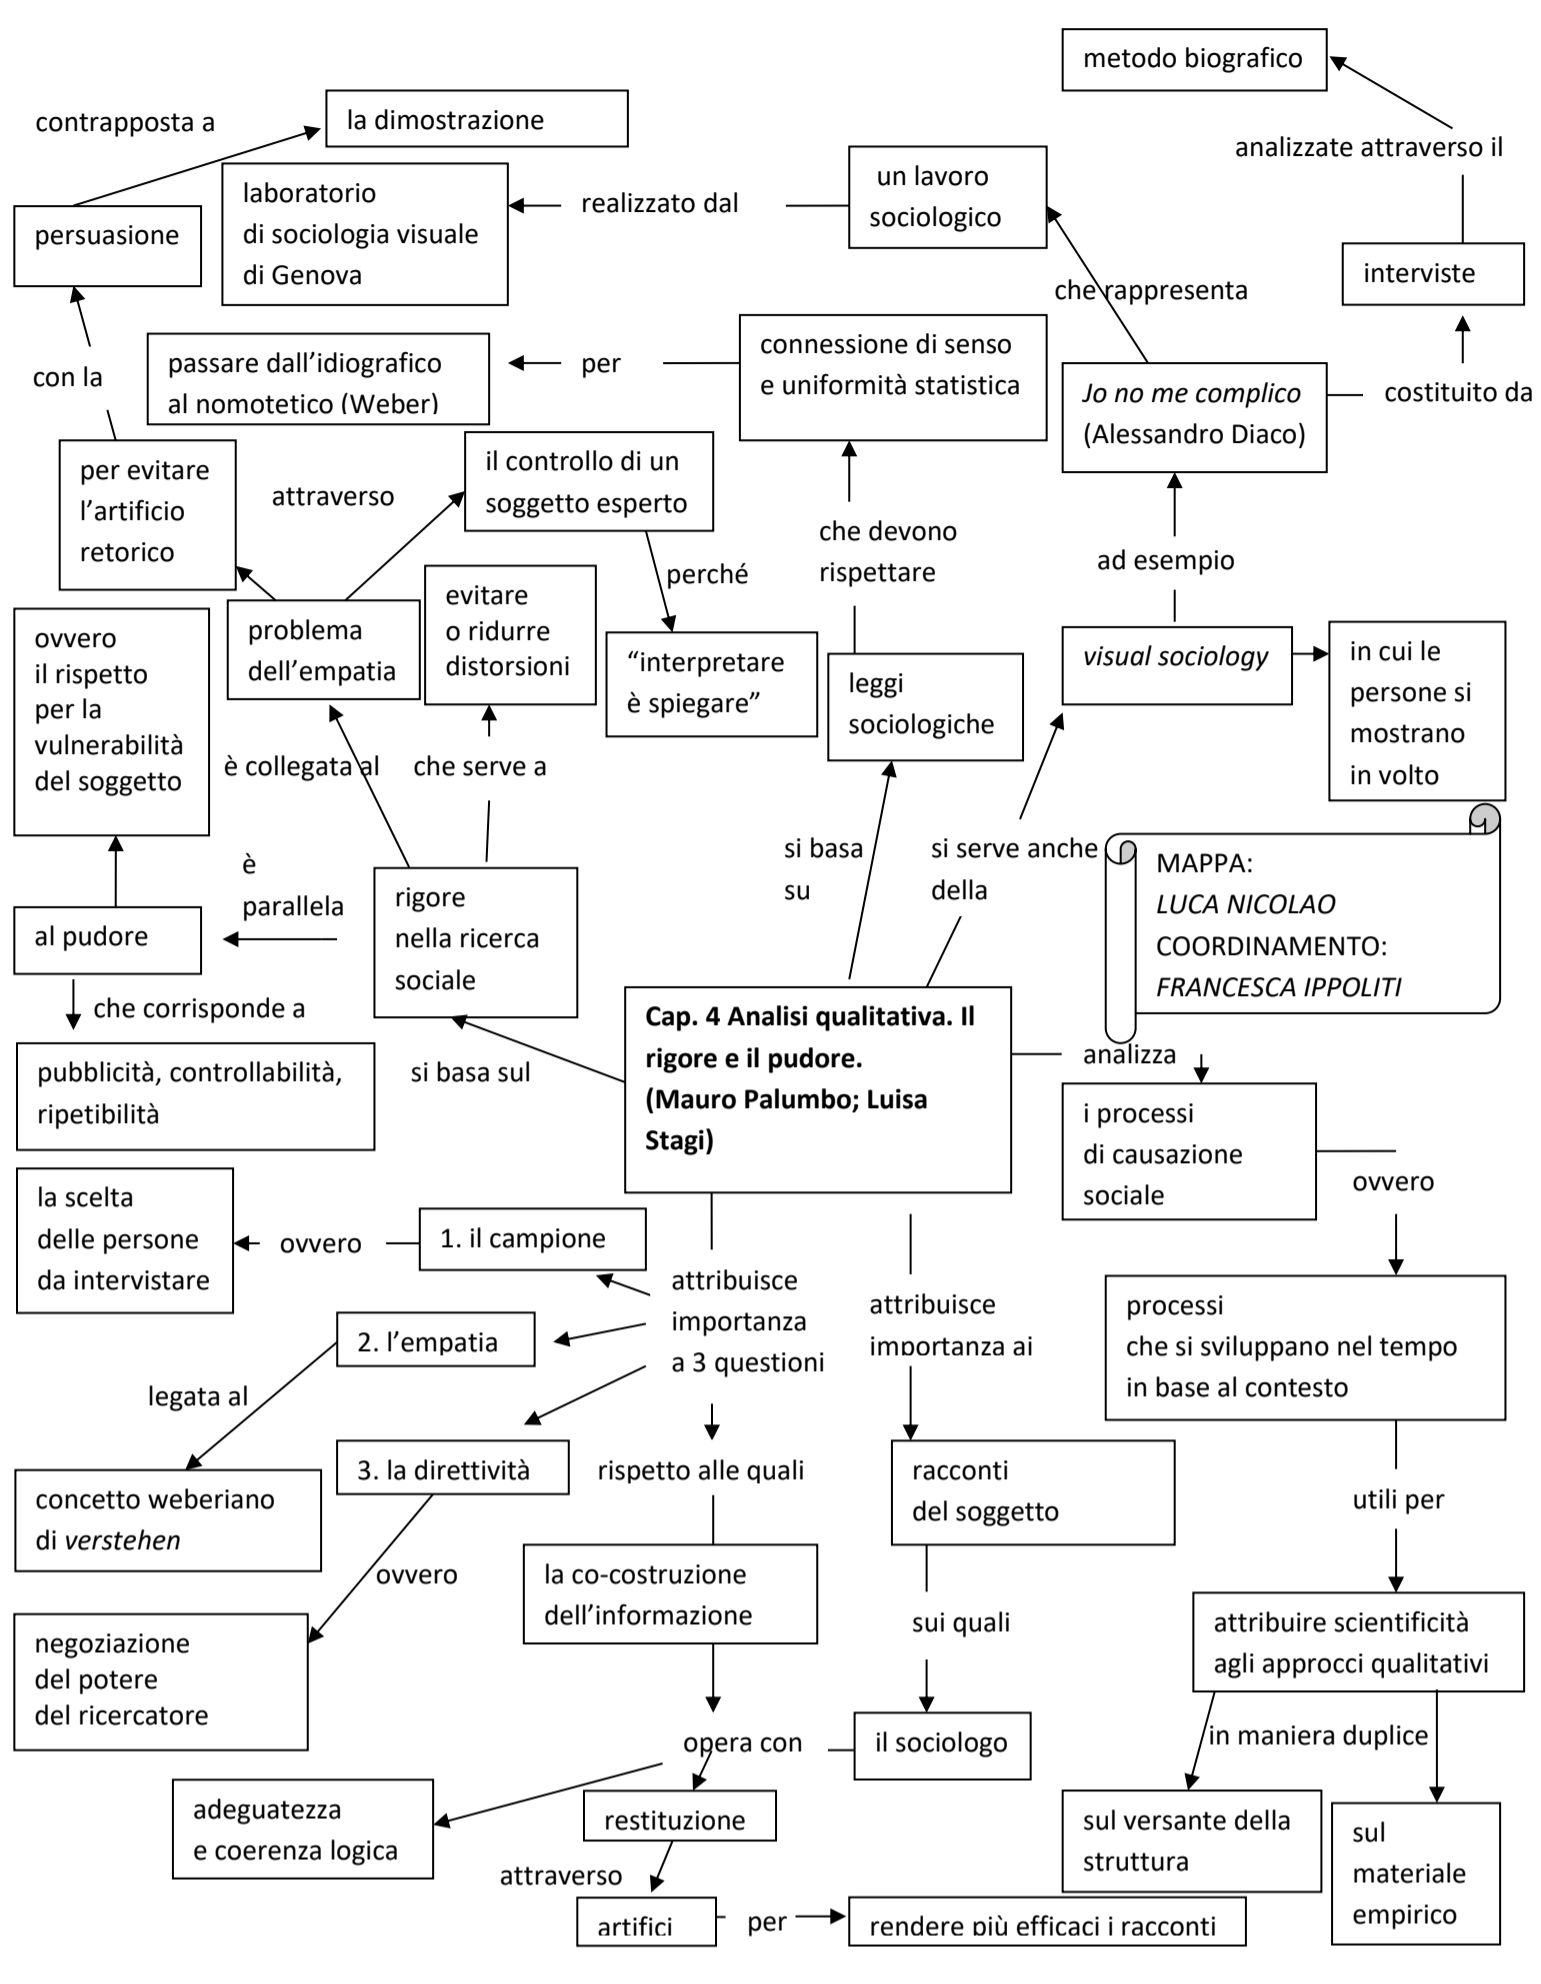 metodo biografico
contrapposta a
la dimostrazione
analizzate attraverso il
un lavoro
sociologico
realizzato dal
laboratorio
di sociologia visuale
di Genova
persuasione
interviste
che rappresenta
connessione di senso
e uniformità statistica
per
passare dall’idiografico
al nomotetico (Weber)
con la
Jo no me complico
(Alessandro Diaco)
costituito da
per evitare
l’artificio
retorico
attraverso
il controllo di un
soggetto esperto
che devono
rispettare
ad esempio
perché
evitare
o ridurre
distorsioni
problema
dell’empatia
ovvero
il rispetto
per la
vulnerabilità
del soggetto
“interpretare
è spiegare”
leggi
sociologiche
visual sociology
in cui le
persone si
mostrano
in volto
è collegata al
che serve a
si basa
su
si serve anche
della
MAPPA:
LUCA NICOLAO
COORDINAMENTO:
FRANCESCA IPPOLITI
è
parallela
rigore
nella ricerca
sociale
al pudore
che corrisponde a
pubblicità, controllabilità,
ripetibilità
si basa sul
Cap. 4 Analisi qualitativa. Il
rigore e il pudore.
(Mauro Palumbo; Luisa
Stagi)
analizza
i processi
di causazione
sociale
ovvero
la scelta
delle persone
da intervistare
ovvero
1. il campione
attribuisce
importanza
a 3 questioni
attribuisce
importanza ai
processi
che si sviluppano nel tempo
in base al contesto
2. l’empatia
legata al
3. la direttività
rispetto alle quali
racconti
del soggetto
utili per
concetto weberiano
di verstehen
ovvero
la co-costruzione
dell’informazione
sui quali
attribuire scientificità
agli approcci qualitativi
negoziazione
del potere
del ricercatore
opera con
il sociologo
in maniera duplice
adeguatezza
e coerenza logica
restituzione
sul versante della
struttura
sul
materiale
empirico
attraverso
artifici
per
rendere più efficaci i racconti